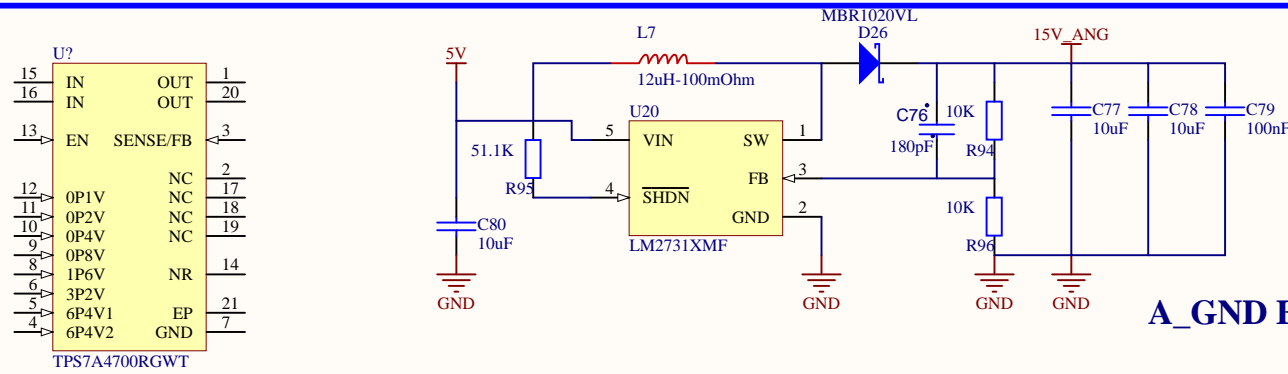 U?
15 IN OUT 1
16 IN OUT 20
13 EN SENSE/FB 3
NC 2
12 0P1V NC 17
11 0P2V NC 18
10 0P4V NC 19
9 0P8V
8 1P6V NR 14
6 3P2V
5 6P4V1 EP 21
4 6P4V2 GND 7
TPS7A4700RGWT
5V
L7
12uH-100mOhm
MBR1020VL
D26
15V_ANG
U20
5 VIN SW 1
FB 3
4 SHDN
GND 2
LM2731XMF
51.1K
R95
C80
10uF
GND
GND
C76
180pF
10K
R94
10K
R96
GND
C77
10uF
C78
10uF
C79
100nF
GND
A_GND